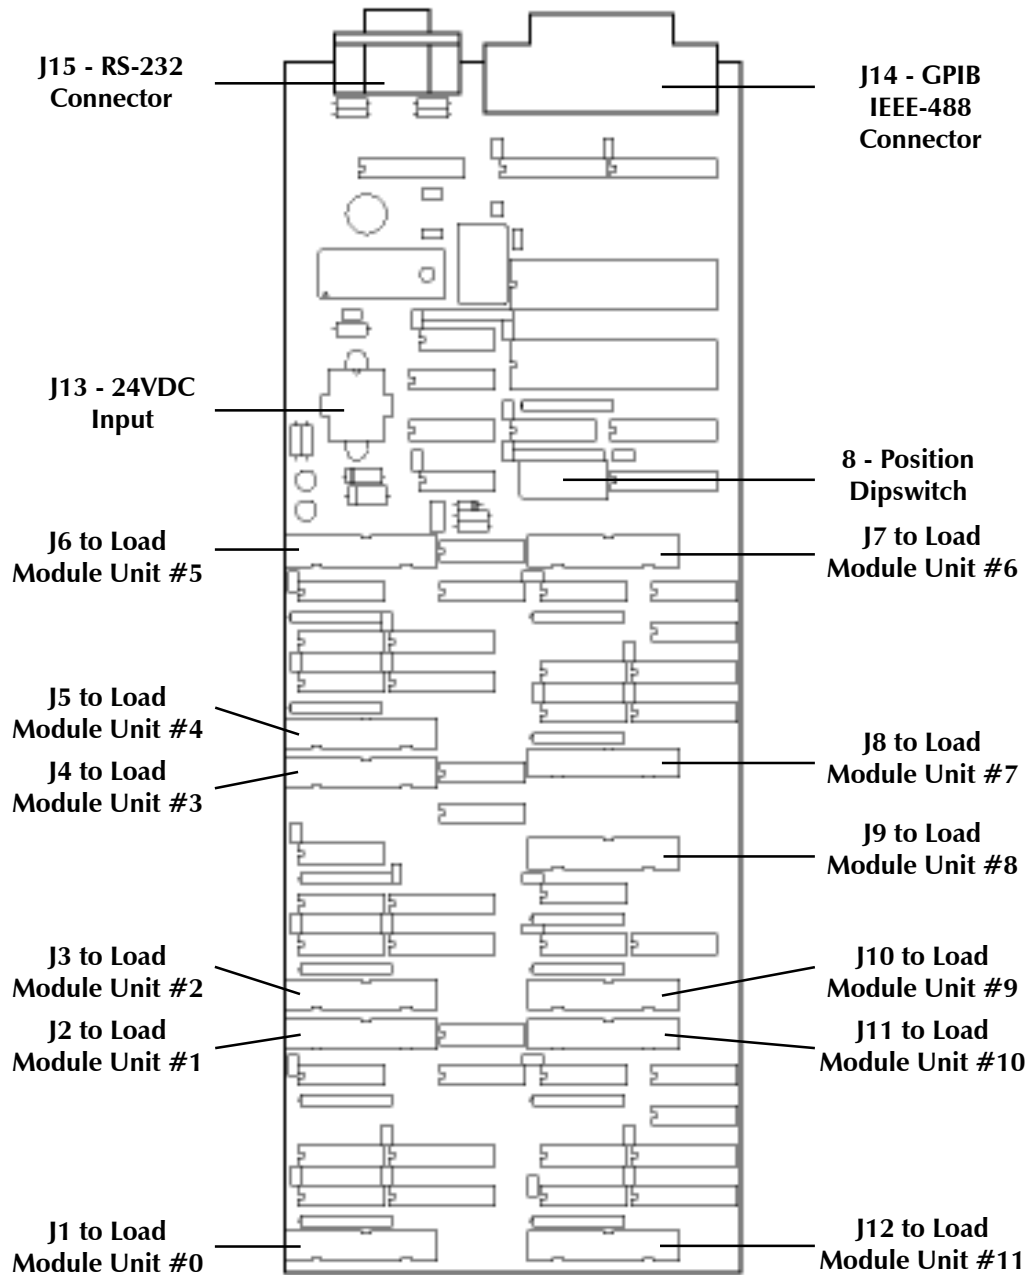 J15 - RS-232
Connector
J14 - GPIB
IEEE-488
Connector
J13 - 24VDC
Input
8 - Position
Dipswitch
J6 to Load
Module Unit #5
J7 to Load
Module Unit #6
J5 to Load
Module Unit #4
J4 to Load
Module Unit #3
J8 to Load
Module Unit #7
J9 to Load
Module Unit #8
J3 to Load
Module Unit #2
J10 to Load
Module Unit #9
J2 to Load
Module Unit #1
J11 to Load
Module Unit #10
J1 to Load
Module Unit #0
J12 to Load
Module Unit #11